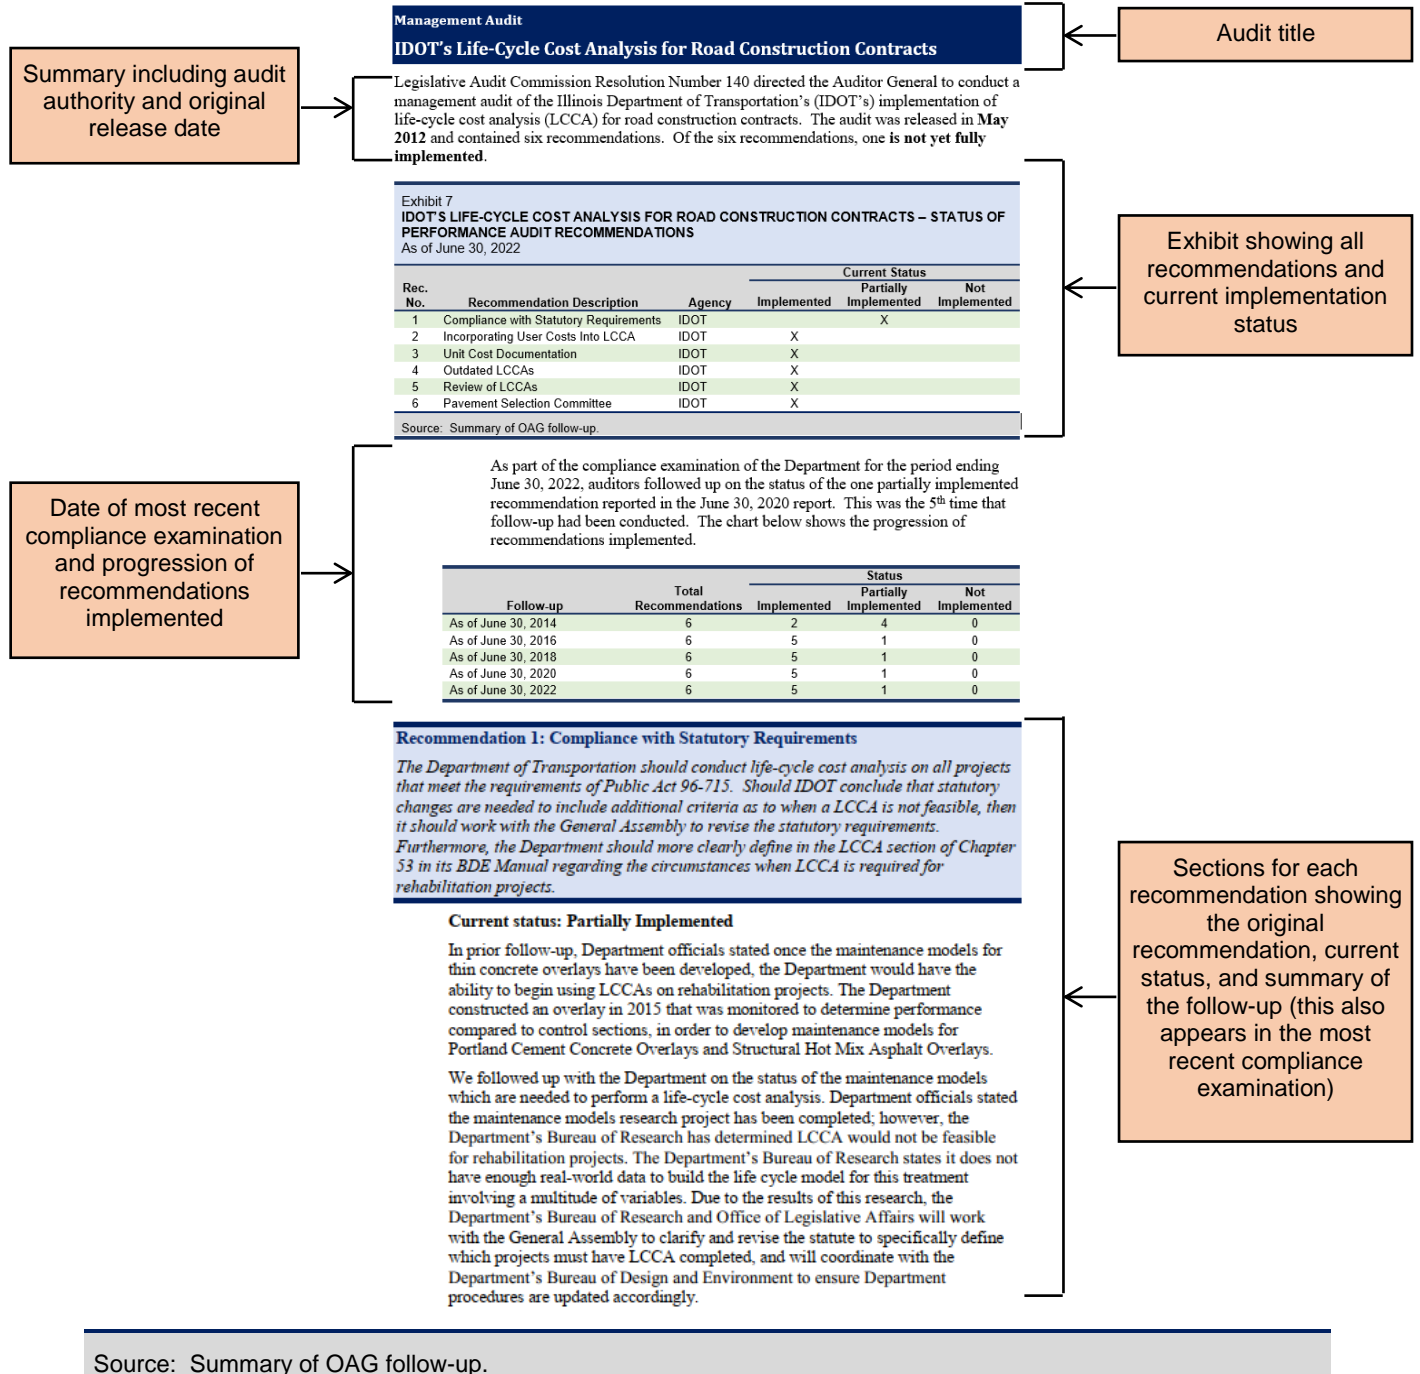 Management Audit
IDOT's Life-Cycle Cost Analysis for Road Construction Contracts
Audit title
Summary including audit
authority and original
release date
Legislative Audit Commission Resolution Number 140 directed the Auditor General to conduct a
management audit of the Illinois Department of Transportation's (IDOT's) implementation of
life-cycle cost analysis (LCCA) for road construction contracts. The audit was released in May
2012 and contained six recommendations. Of the six recommendations, one is not yet fully
implemented.
Exhibit 7
IDOT'S LIFE-CYCLE COST ANALYSIS FOR ROAD CONSTRUCTION CONTRACTS – STATUS OF
PERFORMANCE AUDIT RECOMMENDATIONS
As of June 30, 2022
Current Status
Rec. Partially Not
No. Recommendation Description Agency Implemented Implemented Implemented
1 Compliance with Statutory Requirements IDOT X
2 Incorporating User Costs Into LCCA IDOT X
3 Unit Cost Documentation IDOT X
4 Outdated LCCAs IDOT X
5 Review of LCCAs IDOT X
6 Pavement Selection Committee IDOT X
Source: Summary of OAG follow-up.
Exhibit showing all
recommendations and
current implementation
status
Date of most recent
compliance examination
and progression of
recommendations
implemented
As part of the compliance examination of the Department for the period ending
June 30, 2022, auditors followed up on the status of the one partially implemented
recommendation reported in the June 30, 2020 report. This was the 5th time that
follow-up had been conducted. The chart below shows the progression of
recommendations implemented.
Status
Total Partially Not
Follow-up Recommendations Implemented Implemented Implemented
As of June 30, 2014 6 2 4 0
As of June 30, 2016 6 5 1 0
As of June 30, 2018 6 5 1 0
As of June 30, 2020 6 5 1 0
As of June 30, 2022 6 5 1 0
Recommendation 1: Compliance with Statutory Requirements
The Department of Transportation should conduct life-cycle cost analysis on all projects
that meet the requirements of Public Act 96-715. Should IDOT conclude that statutory
changes are needed to include additional criteria as to when a LCCA is not feasible, then
it should work with the General Assembly to revise the statutory requirements.
Furthermore, the Department should more clearly define in the LCCA section of Chapter
53 in its BDE Manual regarding the circumstances when LCCA is required for
rehabilitation projects.
Current status: Partially Implemented
In prior follow-up, Department officials stated once the maintenance models for
thin concrete overlays have been developed, the Department would have the
ability to begin using LCCAs on rehabilitation projects. The Department
constructed an overlay in 2015 that was monitored to determine performance
compared to control sections, in order to develop maintenance models for
Portland Cement Concrete Overlays and Structural Hot Mix Asphalt Overlays.
We followed up with the Department on the status of the maintenance models
which are needed to perform a life-cycle cost analysis. Department officials stated
the maintenance models research project has been completed; however, the
Department's Bureau of Research has determined LCCA would not be feasible
for rehabilitation projects. The Department's Bureau of Research states it does not
have enough real-world data to build the life cycle model for this treatment
involving a multitude of variables. Due to the results of this research, the
Department's Bureau of Research and Office of Legislative Affairs will work
with the General Assembly to clarify and revise the statute to specifically define
which projects must have LCCA completed, and will coordinate with the
Department's Bureau of Design and Environment to ensure Department
procedures are updated accordingly.
Sections for each
recommendation showing
the original
recommendation, current
status, and summary of
the follow-up (this also
appears in the most
recent compliance
examination)
Source: Summary of OAG follow-up.